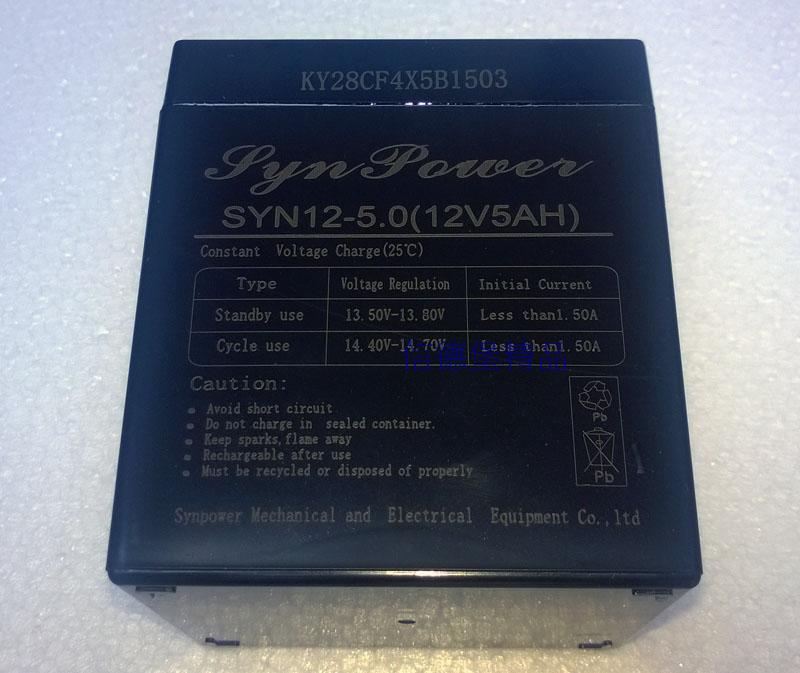 KY28CF4X5B1503
SynPower
SYN12-5.0(12V5AH)
Constant Voltage Charge(25℃)
Type Voltage Regulation Initial Current
Standby use 13.50V-13.80V Less than1.50A
Cycle use 14.40V-14.70V Less than1.50A
Caution:
Avoid short circuit
Do not charge in sealed container.
Keep sparks,flame away
Rechargeable after use
Must be recycled or disposed of properly
Pb
Pb
Synpower Mechanical and Electrical Equipment Co.,ltd